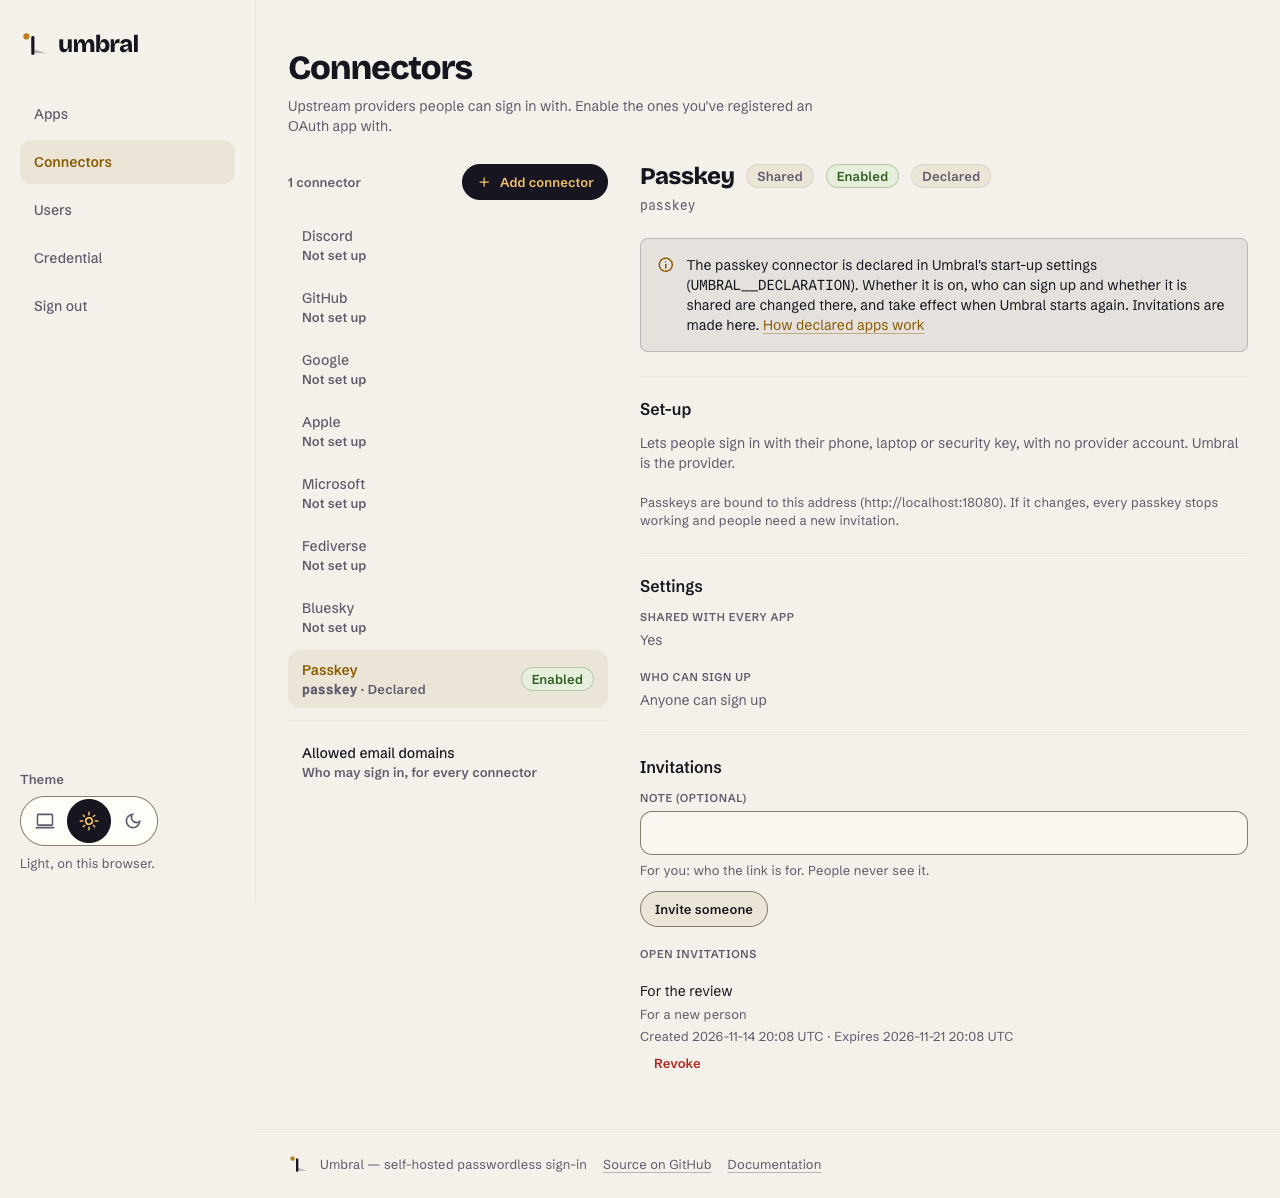 umbral
Apps
Connectors
Users
Credential
Sign out
Theme
Light, on this browser.
Connectors
Upstream providers people can sign in with. Enable the ones you've registered an
OAuth app with.
1 connector
Add connector
Discord
Not set up
GitHub
Not set up
Google
Not set up
Apple
Not set up
Microsoft
Not set up
Fediverse
Not set up
Bluesky
Not set up
Passkey
passkey · Declared
Enabled
Allowed email domains
Who may sign in, for every connector
Passkey Shared Enabled Declared
passkey
The passkey connector is declared in Umbral's start-up settings
(UMBRAL__DECLARATION). Whether it is on, who can sign up and whether it is
shared are changed there, and take effect when Umbral starts again. Invitations are
made here. How declared apps work
Set-up
Lets people sign in with their phone, laptop or security key, with no provider account. Umbral
is the provider.
Passkeys are bound to this address (http://localhost:18080). If it changes, every passkey stops
working and people need a new invitation.
Settings
SHARED WITH EVERY APP
Yes
WHO CAN SIGN UP
Anyone can sign up
Invitations
NOTE (OPTIONAL)
For you: who the link is for. People never see it.
Invite someone
OPEN INVITATIONS
For the review
For a new person
Created 2026-11-14 20:08 UTC · Expires 2026-11-21 20:08 UTC
Revoke
Umbral — self-hosted passwordless sign-in Source on GitHub Documentation